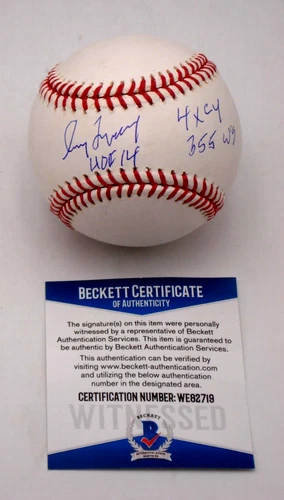 HOF 14
4xCY
355 W's
BECKETT CERTIFICATE
OF AUTHENTICITY
The signature(s) on this item were personally
witnessed by a representative of Beckett
Authentication Services. This item is guaranteed
to be authentic by Beckett Authentication Services.
This authentication can be verified by
visiting www.beckett-authentication.com
and utilizing the below authentication
number in the designated area.
CERTIFICATION NUMBER: WE82719
WITNESSED
BECKETT
B
AUTHENTICATION
SERVICES